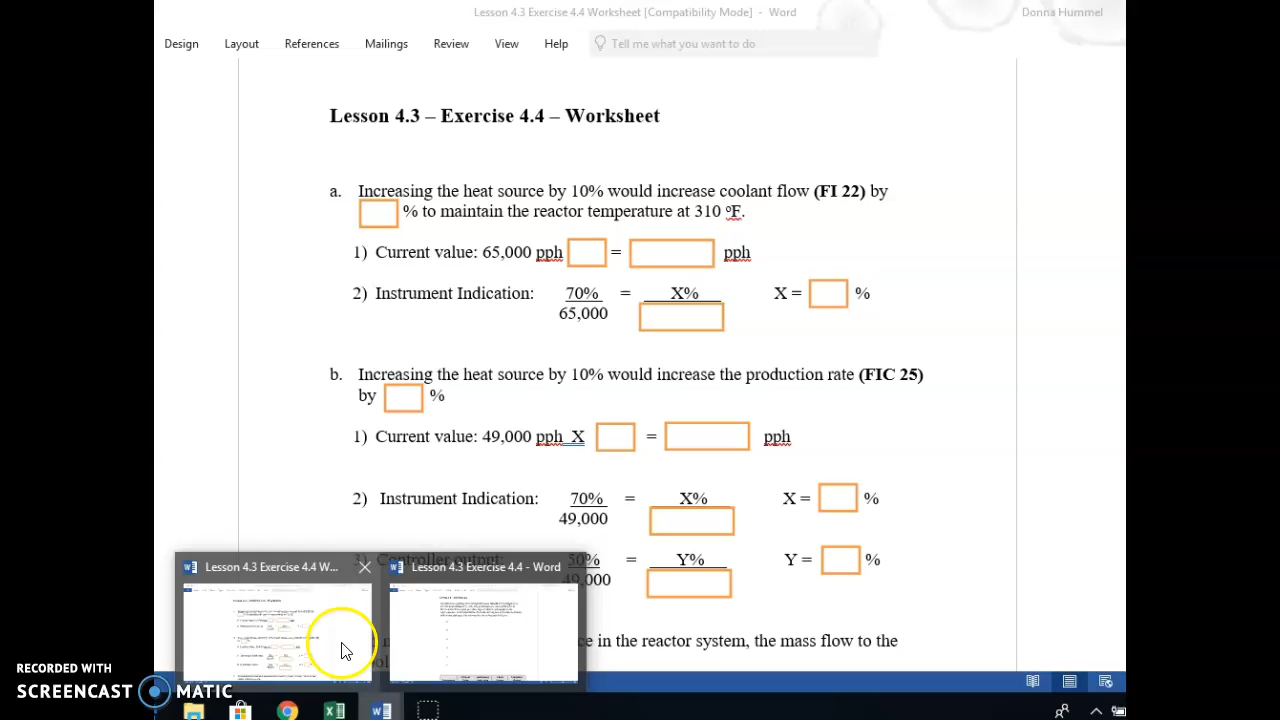 Lesson 4.3 Exercise 4.4 Worksheet [Compatibility Mode] - Word Donna Hummel
Design Layout References Mailings Review View Help Tell me what you want to do
Lesson 4.3 – Exercise 4.4 – Worksheet
a. Increasing the heat source by 10% would increase coolant flow (FI 22) by
% to maintain the reactor temperature at 310 °F.
1) Current value: 65,000 pph = pph
2) Instrument Indication: 70% = X% X = %
65,000
b. Increasing the heat source by 10% would increase the production rate (FIC 25)
by %
1) Current value: 49,000 pph X = pph
2) Instrument Indication: 70% = X% X = %
49,000
3) Controller output: 50% = Y% Y = %
49,000
Lesson 4.3 Exercise 4.4 W... Lesson 4.3 Exercise 4.4 - Word
ce in the reactor system, the mass flow to the
RECORDED WITH
SCREENCAST MATIC